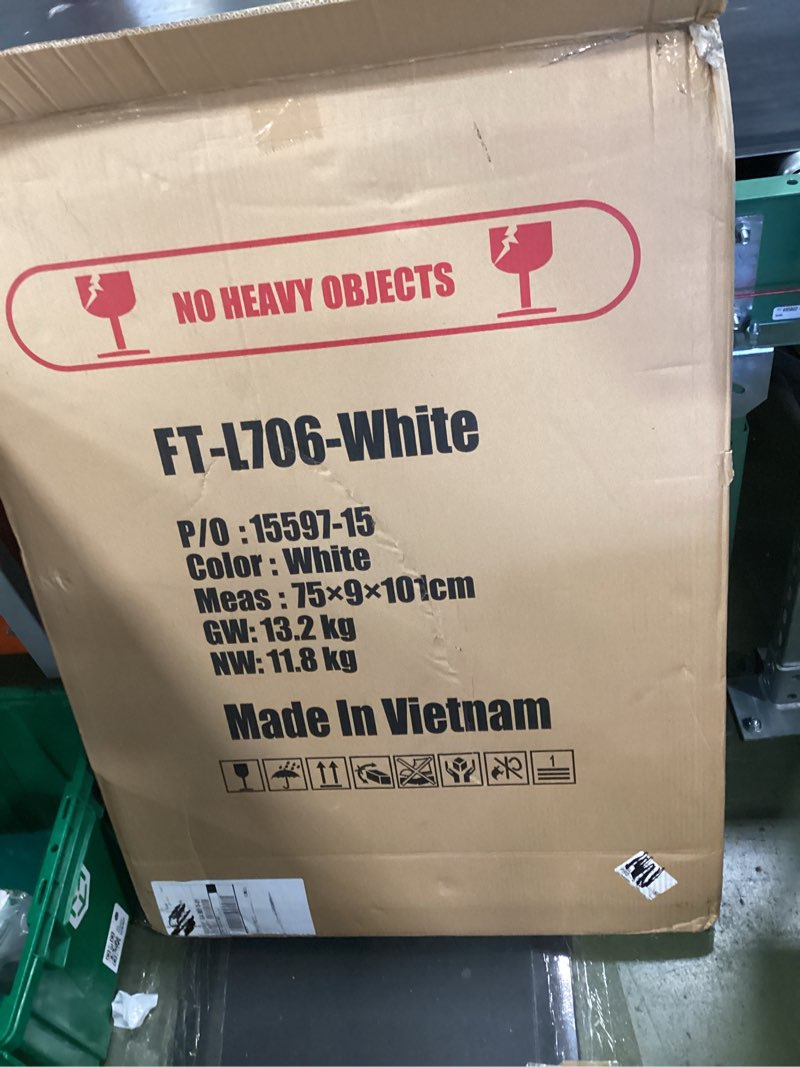 NO HEAVY OBJECTS
FT-L706-White
P/O : 15597-15
Color : White
Meas : 75×9×101cm
GW: 13.2 kg
NW: 11.8 kg
Made In Vietnam
1